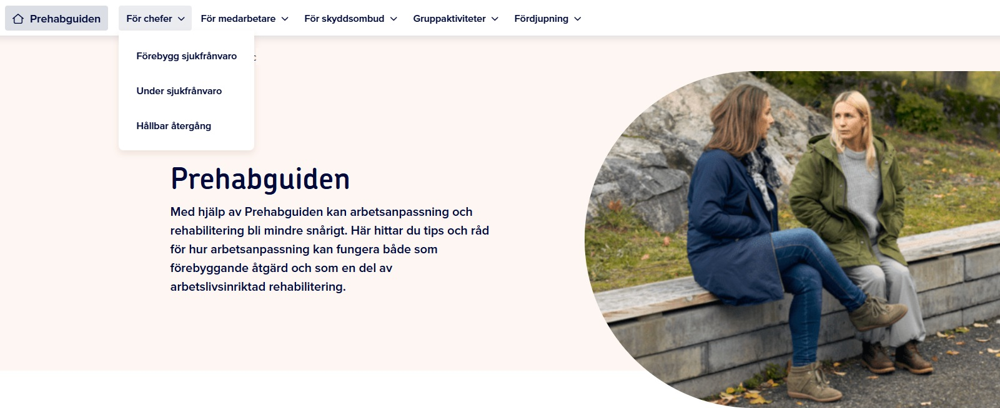 Prehabguiden För chefer För medarbetare För skyddsombud Gruppaktiviteter Fördjupning
Förebygg sjukfrånvaro
Under sjukfrånvaro
Hållbar återgång
Prehabguiden
Med hjälp av Prehabguiden kan arbetsanpassning och
rehabilitering bli mindre snårigt. Här hittar du tips och råd
för hur arbetsanpassning kan fungera både som
förebyggande åtgärd och som en del av
arbetslivsinriktad rehabilitering.